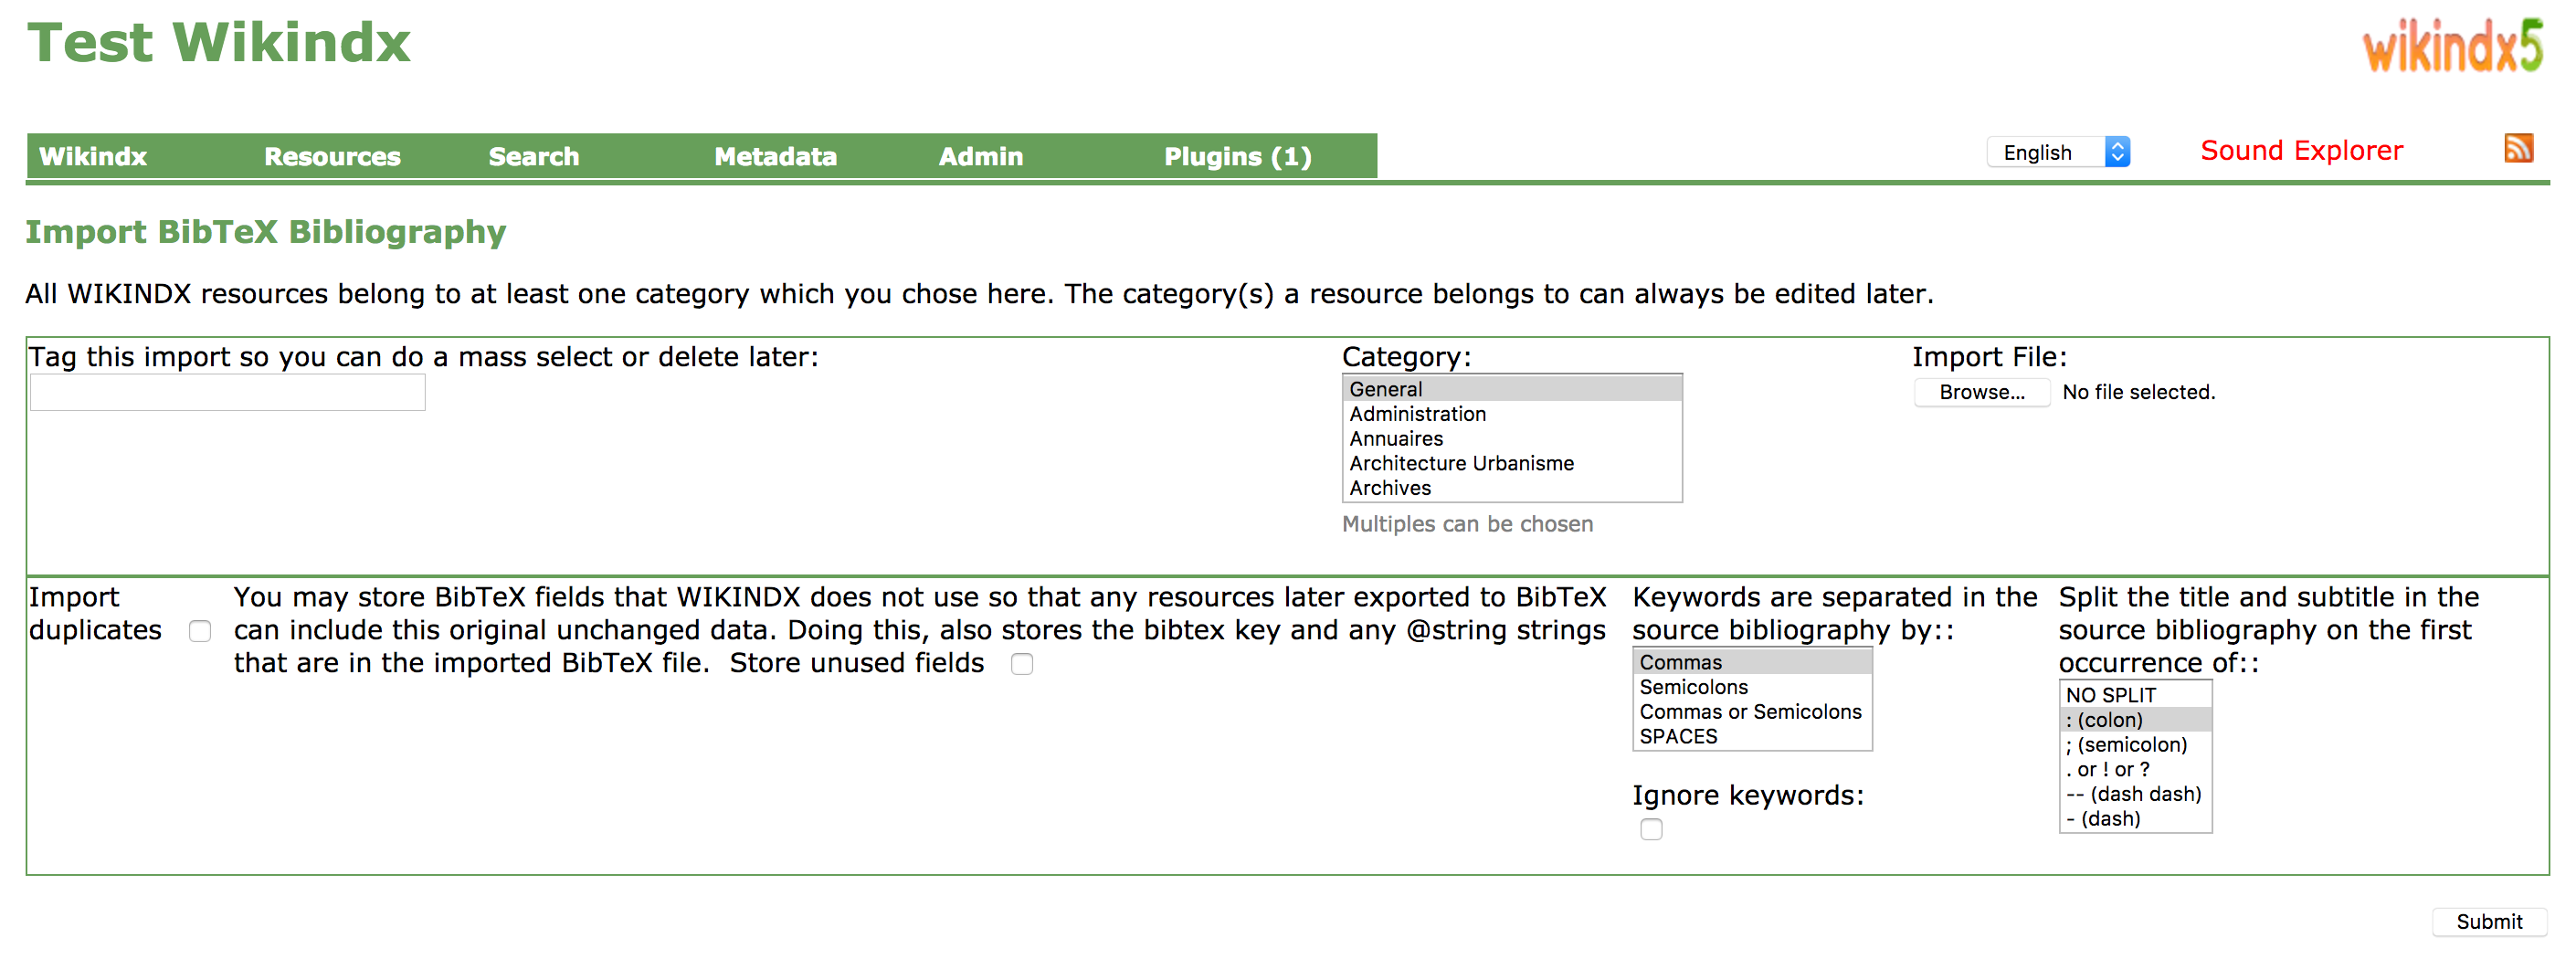 Test Wikindx
wikindx5
Wikindx Resources Search Metadata Admin Plugins (1)
English
Sound Explorer
Import BibTeX Bibliography
All WIKINDX resources belong to at least one category which you chose here. The category(s) a resource belongs to can always be edited later.
Tag this import so you can do a mass select or delete later:
Category:
General
Administration
Annuaires
Architecture Urbanisme
Archives
Multiples can be chosen
Import File:
Browse... No file selected.
Import
duplicates
You may store BibTeX fields that WIKINDX does not use so that any resources later exported to BibTeX
can include this original unchanged data. Doing this, also stores the bibtex key and any @string strings
that are in the imported BibTeX file. Store unused fields
Keywords are separated in the
source bibliography by::
Commas
Semicolons
Commas or Semicolons
SPACES
Ignore keywords:
Split the title and subtitle in the
source bibliography on the first
occurrence of::
NO SPLIT
: (colon)
; (semicolon)
. or ! or ?
-- (dash dash)
- (dash)
Submit